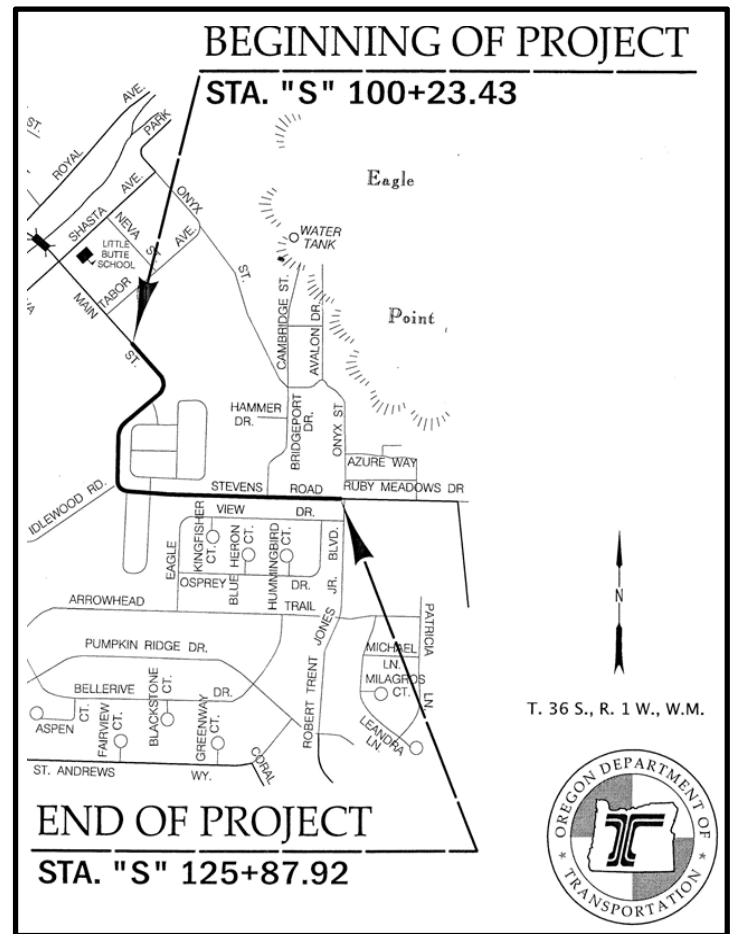 BEGINNING OF PROJECT
STA. "S" 100+23.43
AVE.
ST.
ROYAL
PARK
ONYX
ST.
SHASTA AVE.
NEVA ST.
TABOR AVE.
LITTLE
BUTTE
SCHOOL
MAIN ST.
Eagle
WATER
TANK
Point
CAMBRIDGE ST.
AVALON DR.
HAMMER
DR.
BRIDGEPORT
DR.
ONYX ST
AZURE WAY
STEVENS ROAD
RUBY MEADOWS DR
IDLEWOOD RD.
VIEW DR.
EAGLE
KINGFISHER
CT.
BLUE HERON
CT.
HUMMINGBIRD
CT.
OSPREY DR.
ROBERT TRENT JONES JR. BLVD.
ARROWHEAD TRAIL
PATRICIA LN.
PUMPKIN RIDGE DR.
MICHAEL
LN.
MILAGROS
CT.
LEANDRA
LN.
BELLERIVE DR.
ASPEN CT.
FAIRVIEW
CT.
BLACKSTONE
CT.
GREENWAY
CT.
CORAL
ST. ANDREWS WY.
N
T. 36 S., R. 1 W., W.M.
OREGON DEPARTMENT OF
TRANSPORTATION
END OF PROJECT
STA. "S" 125+87.92